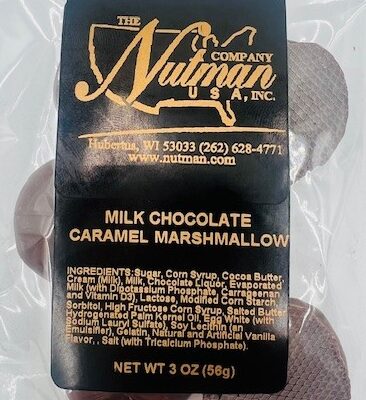 THE
Nutman
COMPANY
U S A, INC.
Hubertus, WI 53033 (262) 628-4771
www.nutman.com
MILK CHOCOLATE
CARAMEL MARSHMALLOW
INGREDIENTS:Sugar, Corn Syrup, Cocoa Butter,
Cream (Milk), Milk, Chocolate Liquor, Evaporated
Milk (with Dipotassium Phosphate, Carrageenan
and Vitamin D3), Lactose, Modified Corn Starch,
Sorbitol, High Fructose Corn Syrup, Salted Butter
Hydrogenated Palm Kernel Oil, Egg White (with
Sodium Lauryl Sulfate), Soy Lecithin (an
Emulsifier), Gelatin, Natural and Artificial Vanilla
Flavor, , Salt (with Tricalcium Phosphate).
NET WT 3 OZ (56g)